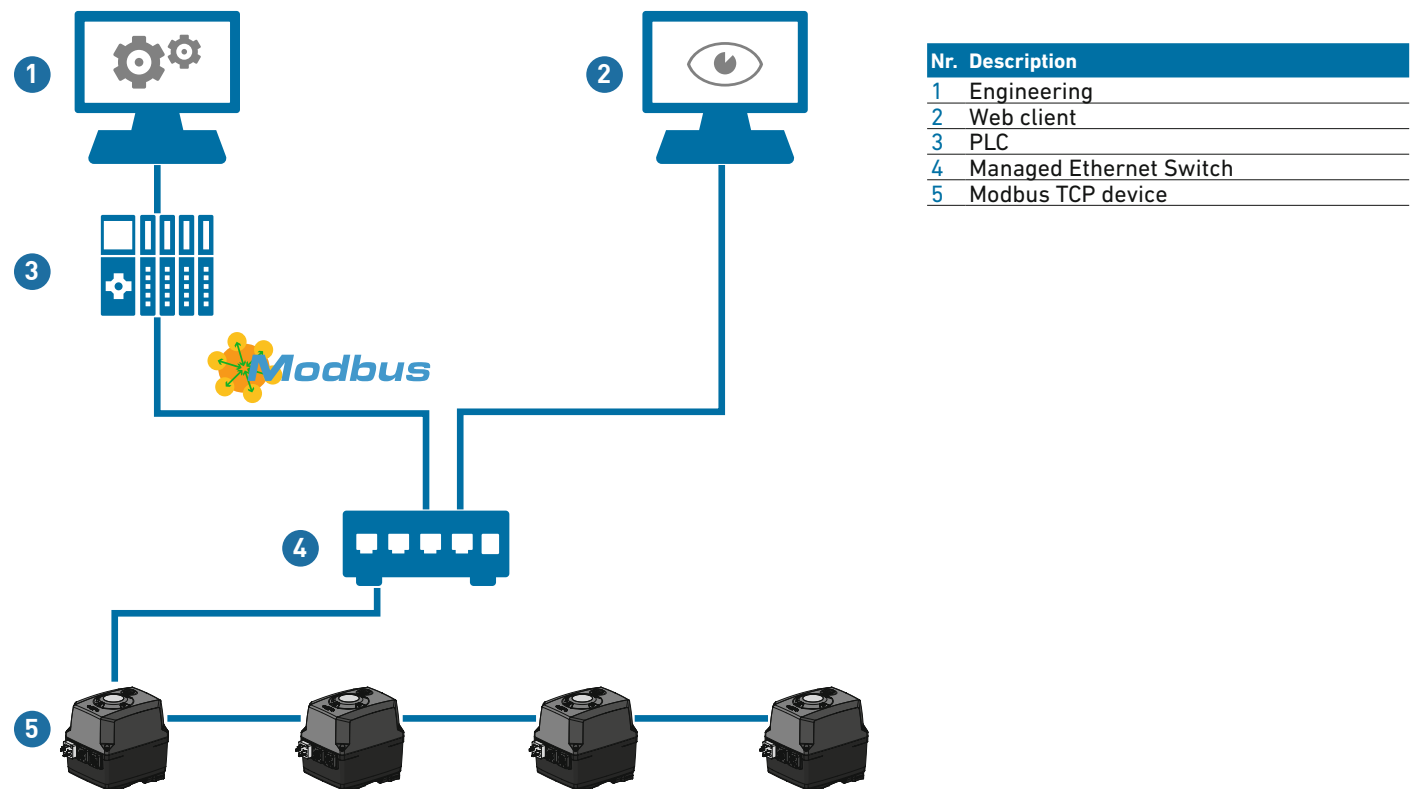 1
2
Nr. Description
1 Engineering
2 Web client
3 PLC
4 Managed Ethernet Switch
5 Modbus TCP device
3
Modbus
4
5